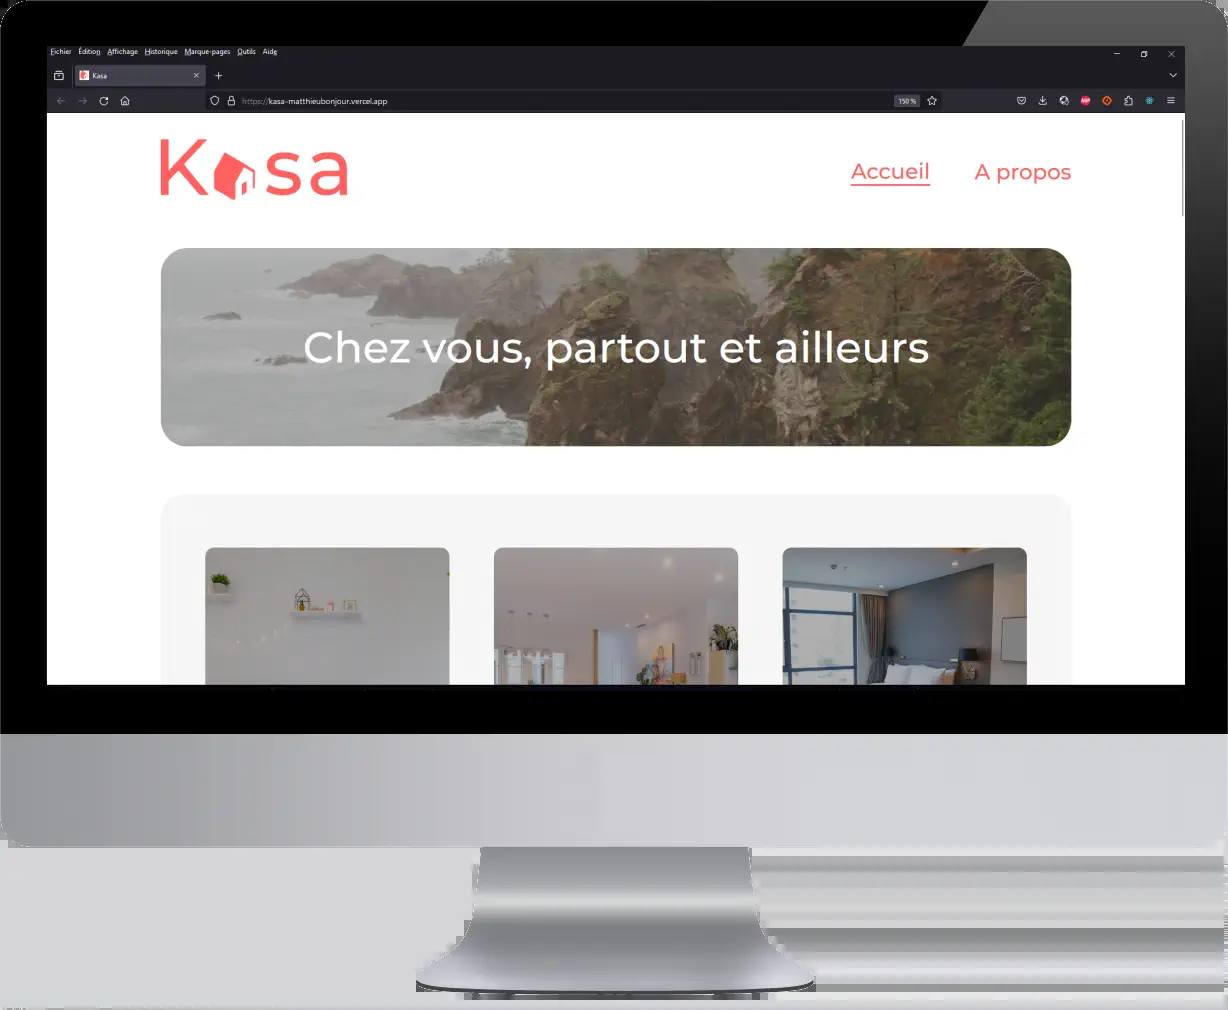 Fichier Édition Affichage Historique Marque-pages Outils Aide
Kasa
https://kasa-matthieubonjour.vercel.app 150 %
Kasa
Accueil A propos
Chez vous, partout et ailleurs